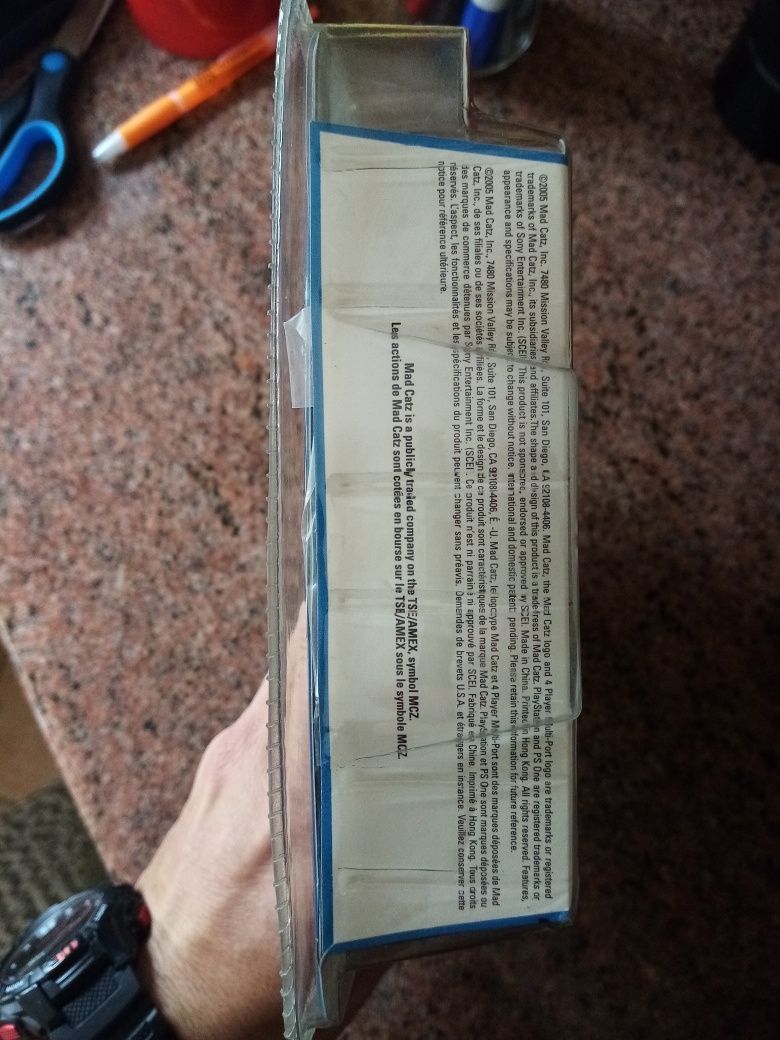 ©2005 Mad Catz, Inc. 7480 Mission Valley Suite 101, San Diego, CA 92108-4406. Mad Catz, the Mad Catz logo and 4 Player Multi-Port logo are trademarks or registered
trademarks of Mad Catz, Inc., its subsidiaries and affiliates. The shape and design of this product is a trade dress of Mad Catz. PlayStation and PS One are registered trademarks or
trademarks of Sony Entertainment Inc. (SCEI). This product is not sponsored, endorsed or approved by SCEI. Made in China. Printed in Hong Kong. All rights reserved. Features,
appearance and specifications may be subject to change without notice. International and domestic patents pending. Please retain this information for future reference.
©2005 Mad Catz, Inc., 7480 Mission Valley Suite 101, San Diego, CA 92108-4406, É.-U. Mad Catz, le logotype Mad Catz et 4 Player Multi-Port sont des marques déposées de Mad
Catz, Inc., de ses filiales ou de ses sociétés affiliées. La forme et le design de ce produit sont caractéristiques de la marque Mad Catz. PlayStation et PS One sont marques déposées ou
des marques de commerce détenues par Sony Entertainment Inc. (SCEI). Ce produit n'est ni parrainé ni approuvé par SCEI. Fabriqué en Chine. Imprimé à Hong Kong. Tous droits
réservés. L'aspect, les fonctionnalités et les spécifications du produit peuvent changer sans préavis. Demandes de brevets U.S.A. et étrangers en instance. Veuillez conserver cette
notice pour référence ultérieure.
Mad Catz is a publicly traded company on the TSE/AMEX, symbol MCZ.
Les actions de Mad Catz sont cotées en bourse sur le TSE/AMEX sous le symbole MCZ.